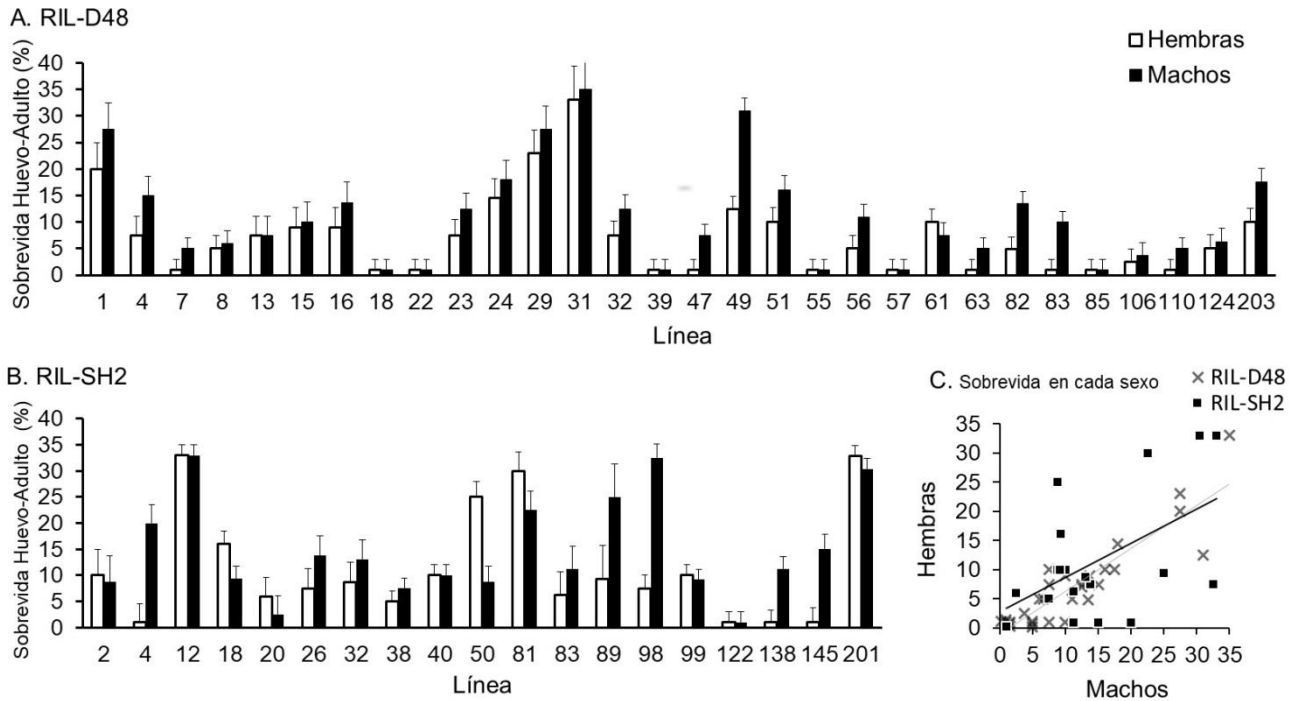 A. RIL-D48
Sobrevida Huevo-Adulto (%)
40
35
30
25
20
15
10
5
0
Hembras
Machos
1 4 7 8 13 15 16 18 22 23 24 29 31 32 39 47 49 51 55 56 57 61 63 82 83 85 106 110 124 203
Línea
B. RIL-SH2
Sobrevida Huevo-Adulto (%)
40
35
30
25
20
15
10
5
0
2 4 12 18 20 26 32 38 40 50 81 83 89 98 99 122 138 145 201
Línea
C. Sobrevida en cada sexo
RIL-D48
RIL-SH2
Hembras
35
30
25
20
15
10
5
0
0 5 10 15 20 25 30 35
Machos